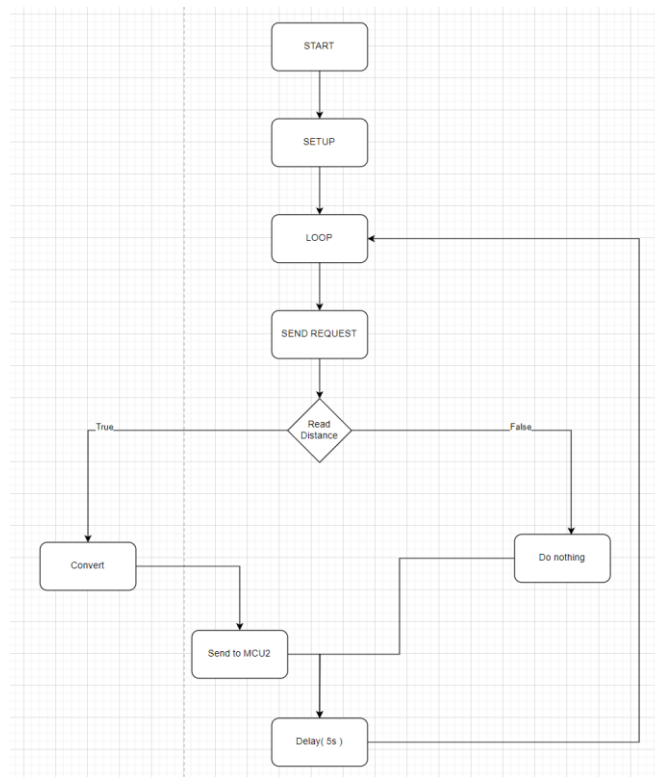 START
SETUP
LOOP
SEND REQUEST
Read
Distance
True
False
Convert
Do nothing
Send to MCU2
Delay( 5s )